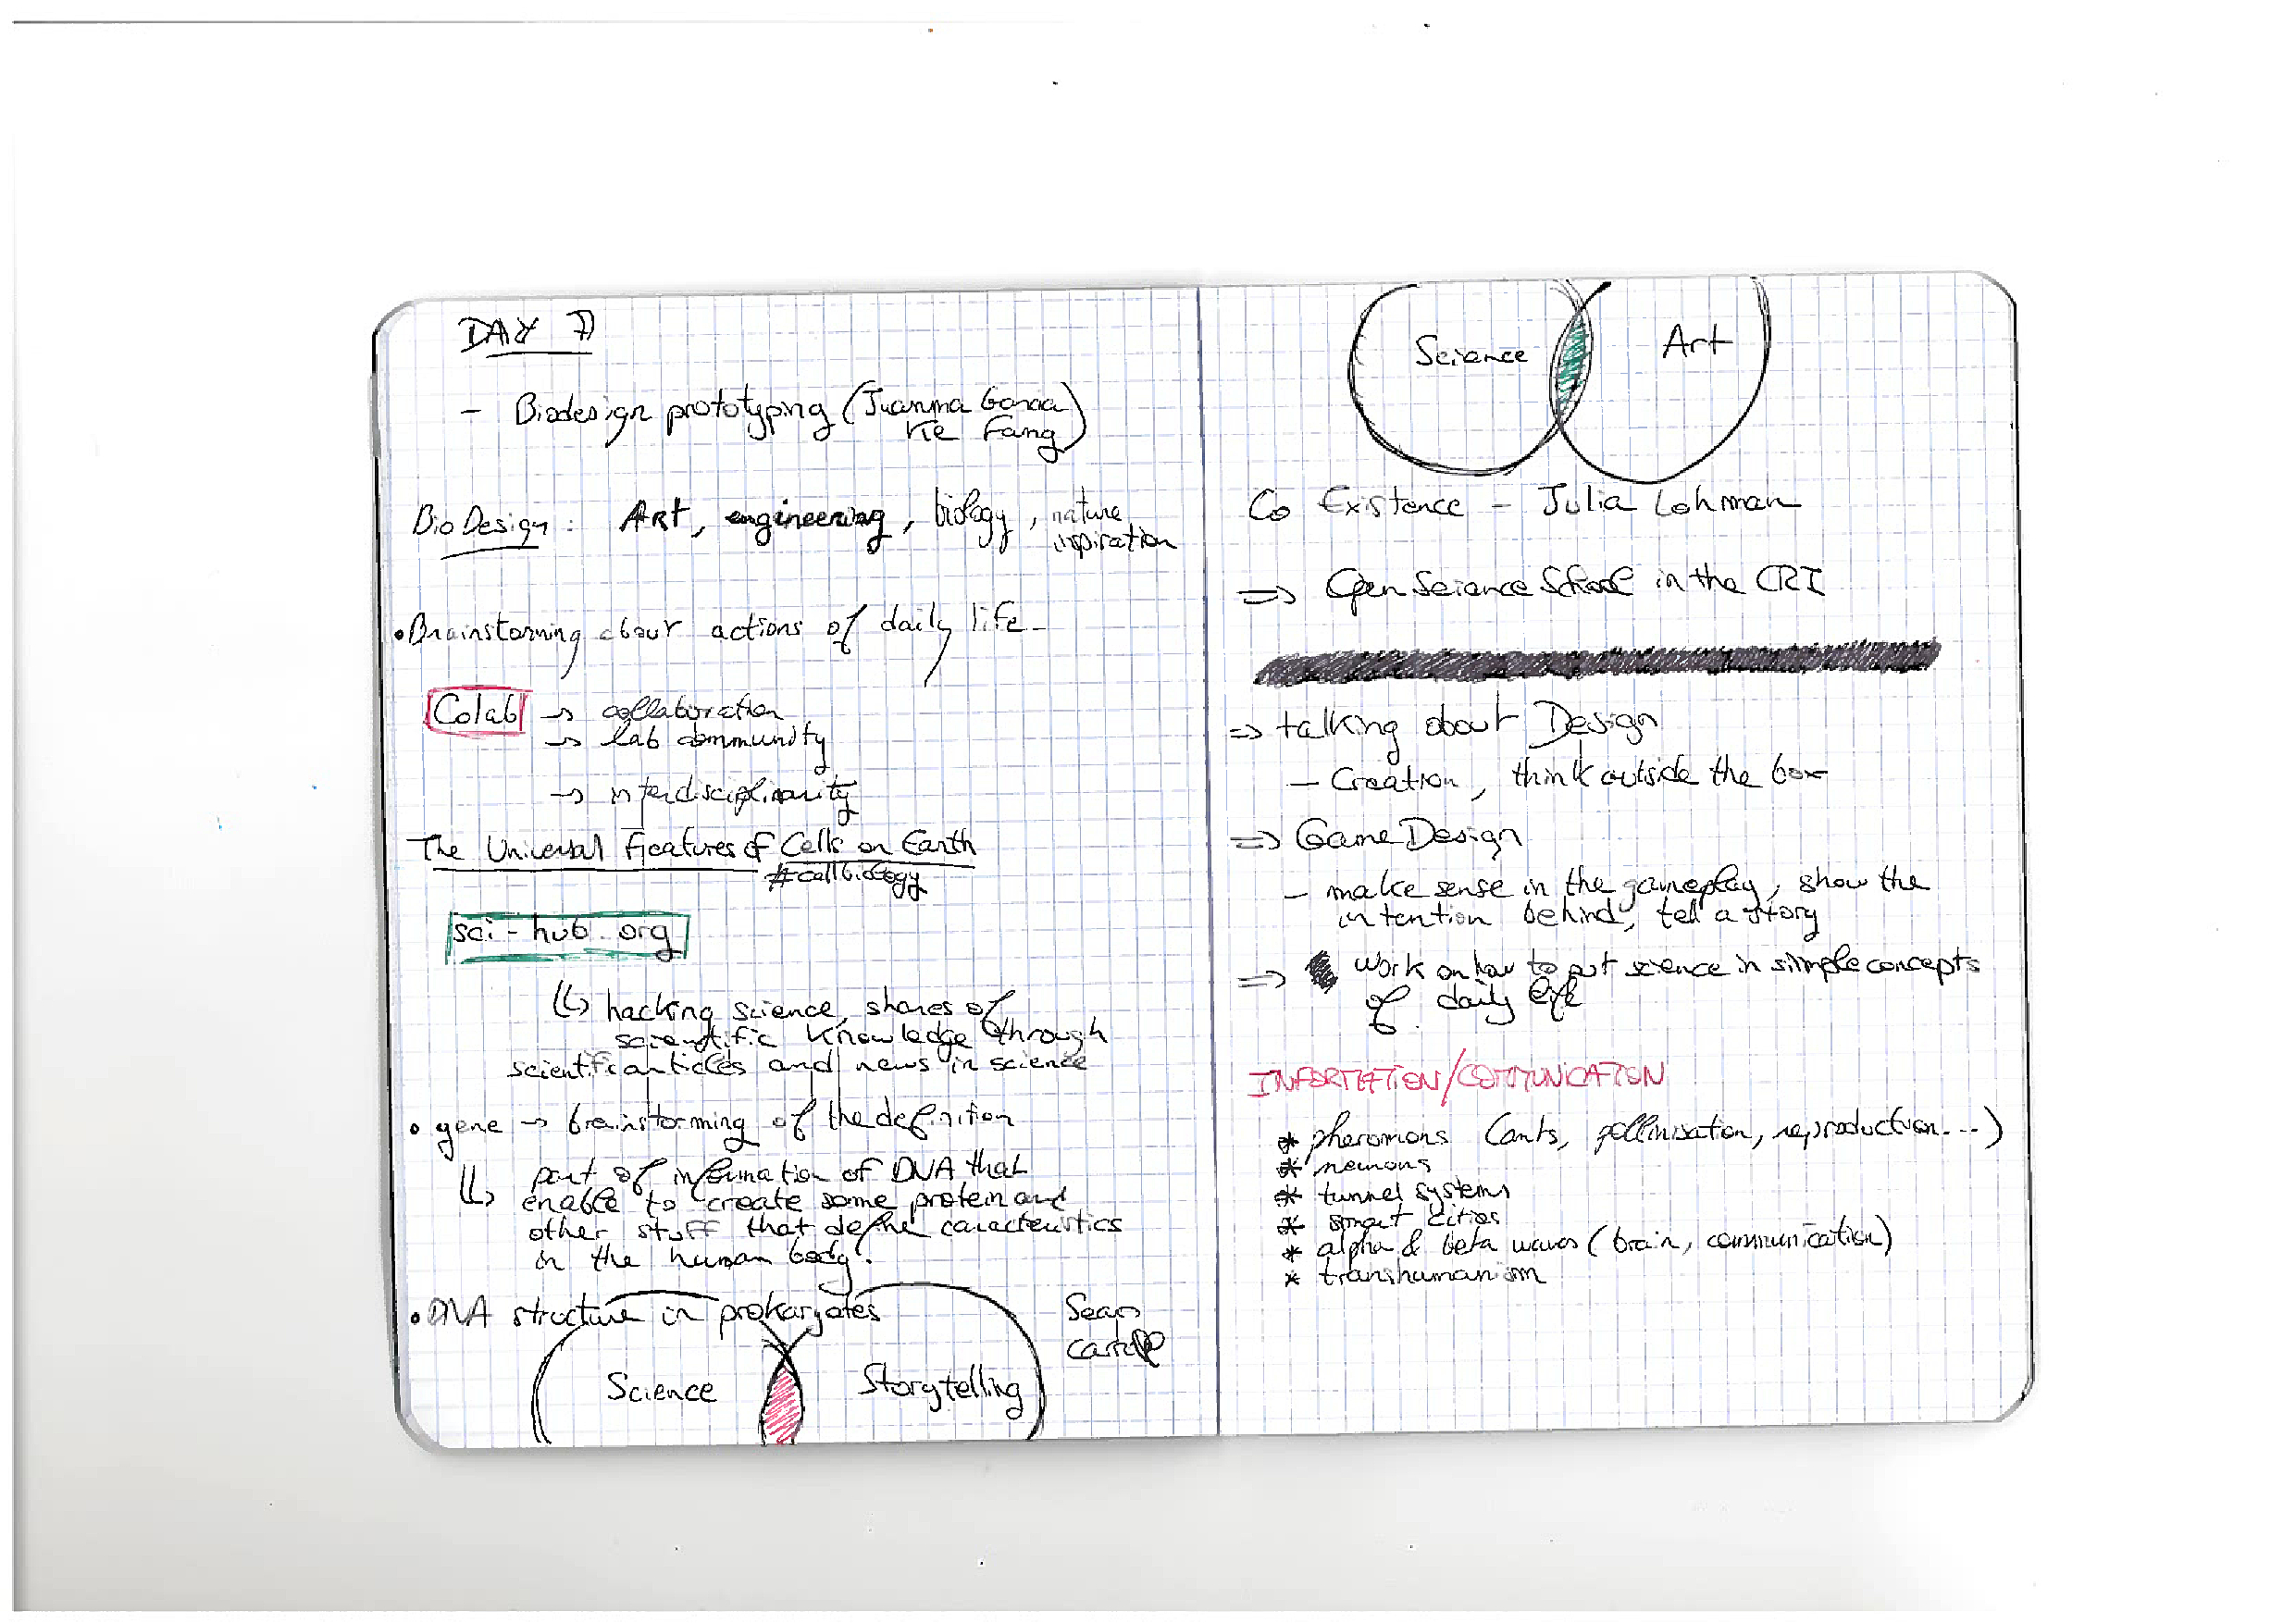 DAY 7
- Biodesign prototyping (Juanma Garcia
Ke Fang)
BioDesign : ART, engineering, biology, nature
inspiration
• Brainstorming about actions of daily life -
Colab → collaboration
→ lab community
→ interdisciplinarity
The Universal Features of Cells on Earth
#cellbiology
sci-hub.org
↳ hacking science, shares of
scientific knowledge through
scientific articles and news in science
• gene → brainstorming of the definition
↳ part of information of DNA that
enable to create some protein and
other stuff that define caracteristics
in the human body.
• DNA structure in prokaryotes
Sean
Science Storytelling
Science Art
Co Existence - Julia Lohman
⇒ Open Science School in the CRI
⇒ talking about Design
- Creation, think outside the box
⇒ Game Design
- make sense in the gameplay, show the
intention behind, tell a story
⇒ work on how to put science in simple concepts
of daily life
INFORMATION/COMMUNICATION
* pheromons (ants, pollinisation, reproduction...)
* neurons
* tunnel systems
* smart cities
* alpha & beta waves (brain, communication)
* transhumanism